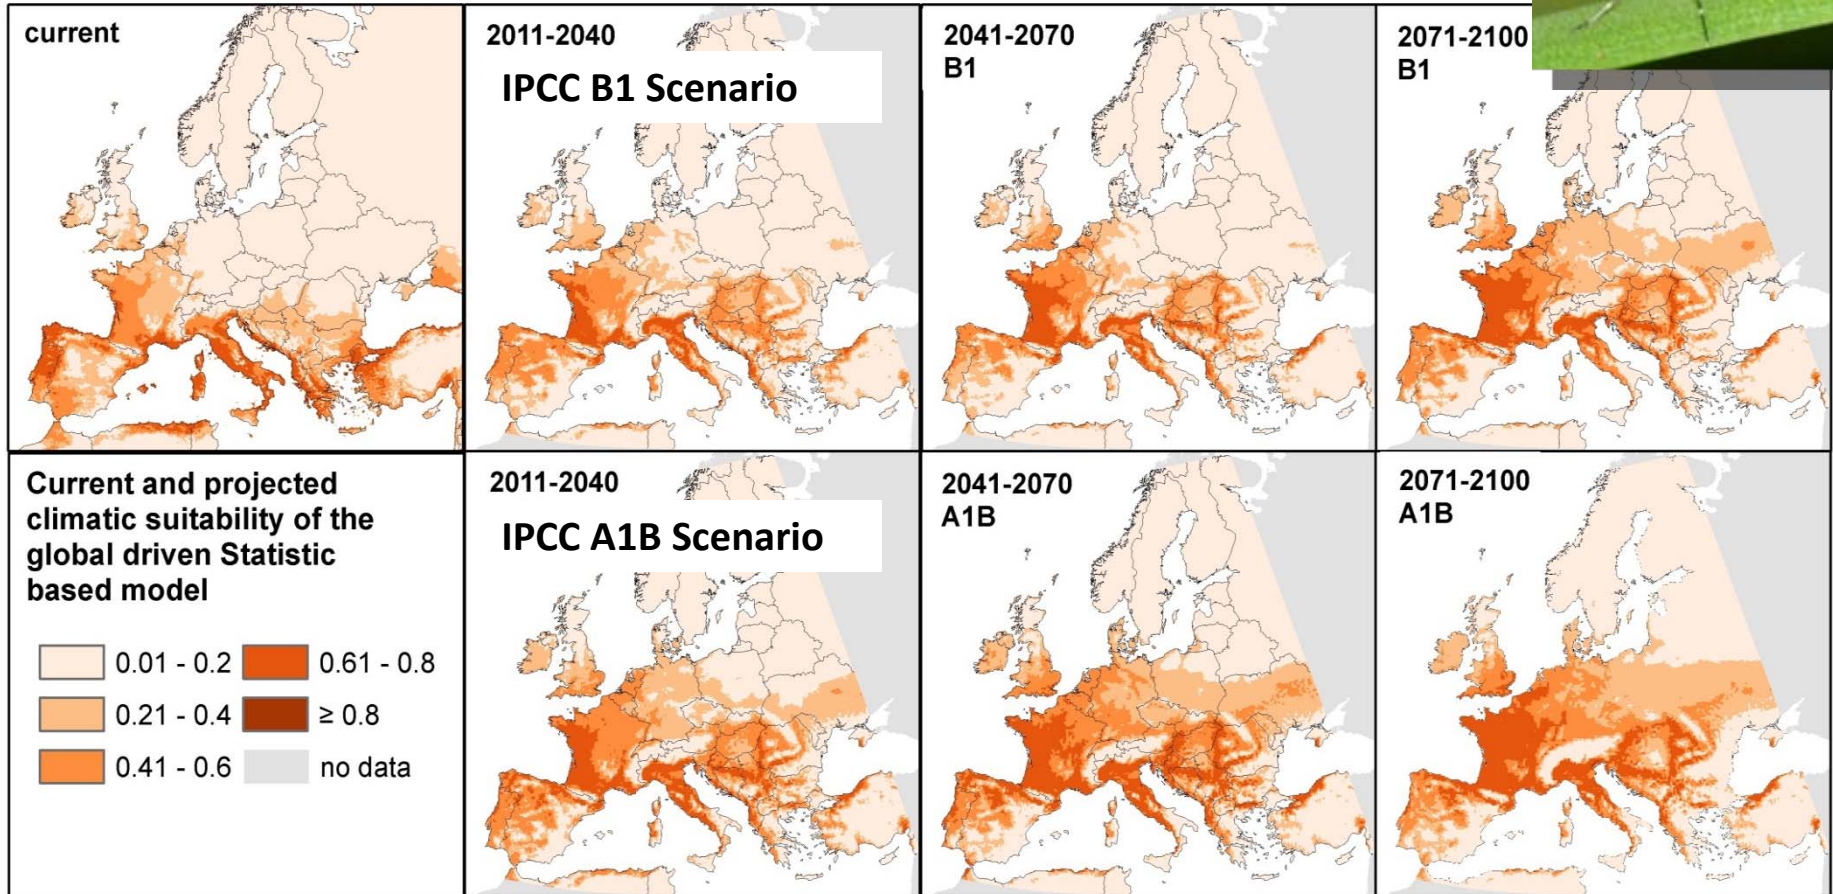 current
2011-2040
IPCC B1 Scenario
2041-2070
B1
2071-2100
B1
Current and projected
climatic suitability of the
global driven Statistic
based model
0.01 - 0.2
0.61 - 0.8
0.21 - 0.4
≥ 0.8
0.41 - 0.6
no data
2011-2040
IPCC A1B Scenario
2041-2070
A1B
2071-2100
A1B